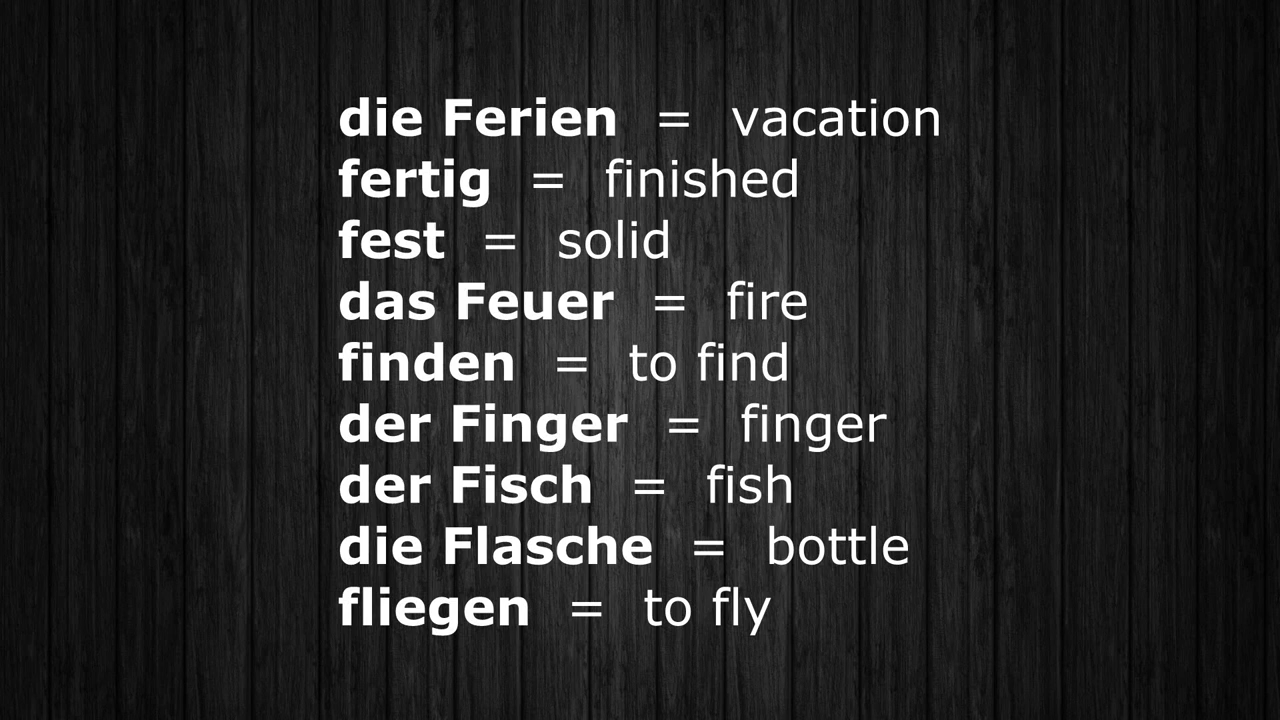 die Ferien = vacation
fertig = finished
fest = solid
das Feuer = fire
finden = to find
der Finger = finger
der Fisch = fish
die Flasche = bottle
fliegen = to fly